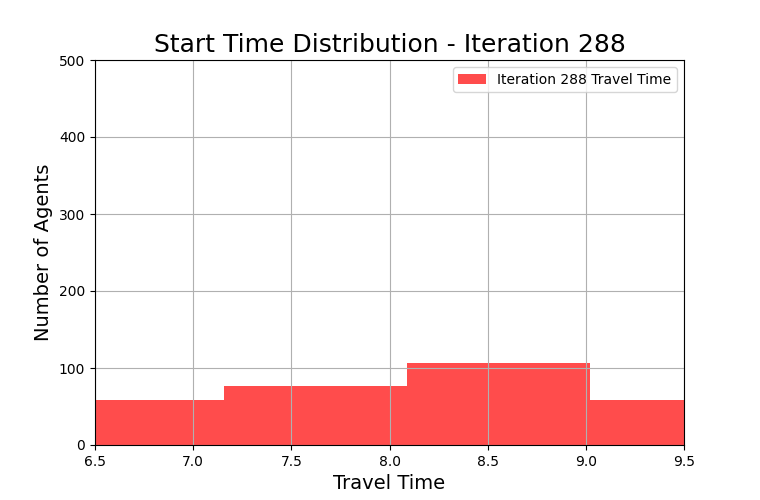 Start Time Distribution - Iteration 288
Iteration 288 Travel Time
Number of Agents
500
400
300
200
100
0
6.5 7.0 7.5 8.0 8.5 9.0 9.5
Travel Time